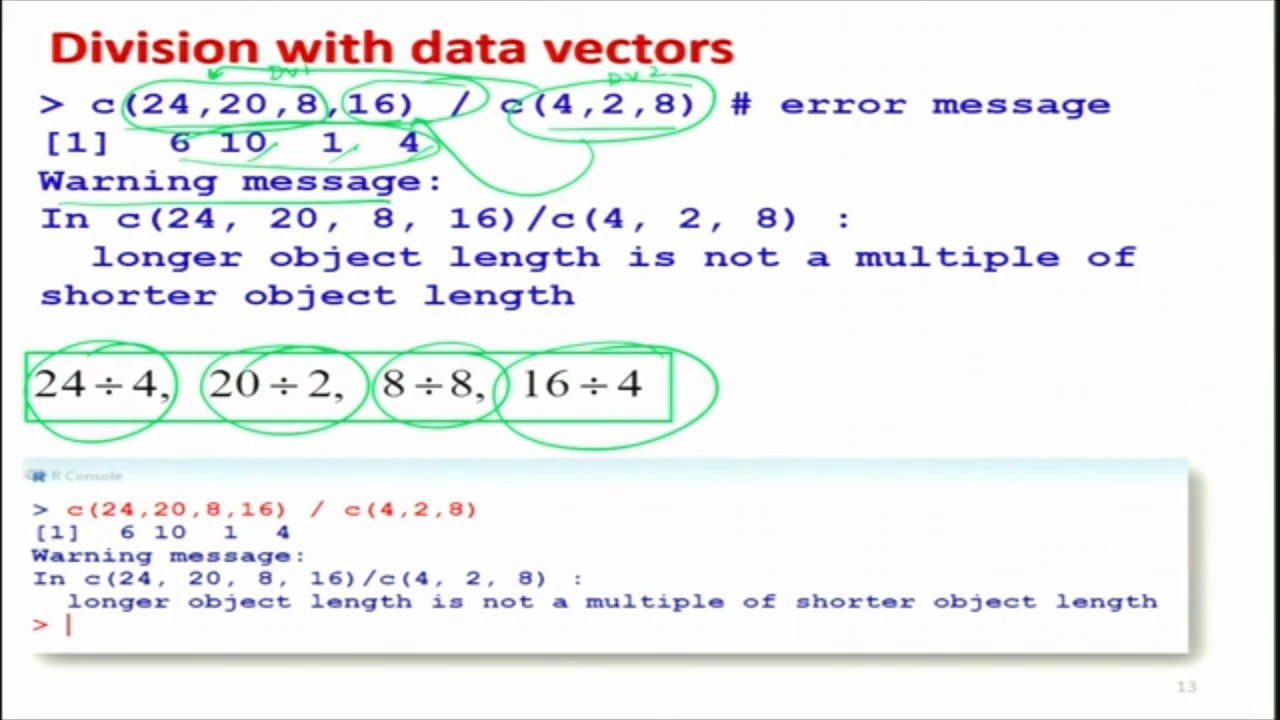 Division with data vectors
DV1 DV2
> c(24,20,8,16) / c(4,2,8) # error message
[1] 6 10 1 4
Warning message:
In c(24, 20, 8, 16)/c(4, 2, 8) :
longer object length is not a multiple of
shorter object length
24 ÷ 4, 20 ÷ 2, 8 ÷ 8, 16 ÷ 4
R Console
> c(24,20,8,16) / c(4,2,8)
[1] 6 10 1 4
Warning message:
In c(24, 20, 8, 16)/c(4, 2, 8) :
longer object length is not a multiple of shorter object length
>
13